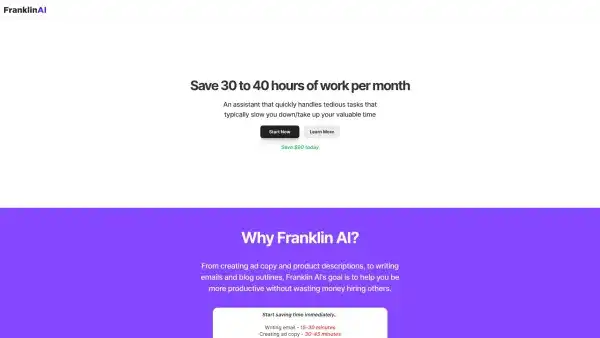 FranklinAI
Save 30 to 40 hours of work per month
An assistant that quickly handles tedious tasks that
typically slow you down/take up your valuable time
Start Now
Learn More
Save $60 today
Why Franklin AI?
From creating ad copy and product descriptions, to writing
emails and blog outlines, Franklin AI's goal is to help you be
more productive without wasting money hiring others.
Start saving time immediately.
Writing email - 15-30 minutes
Creating ad copy - 30-45 minutes